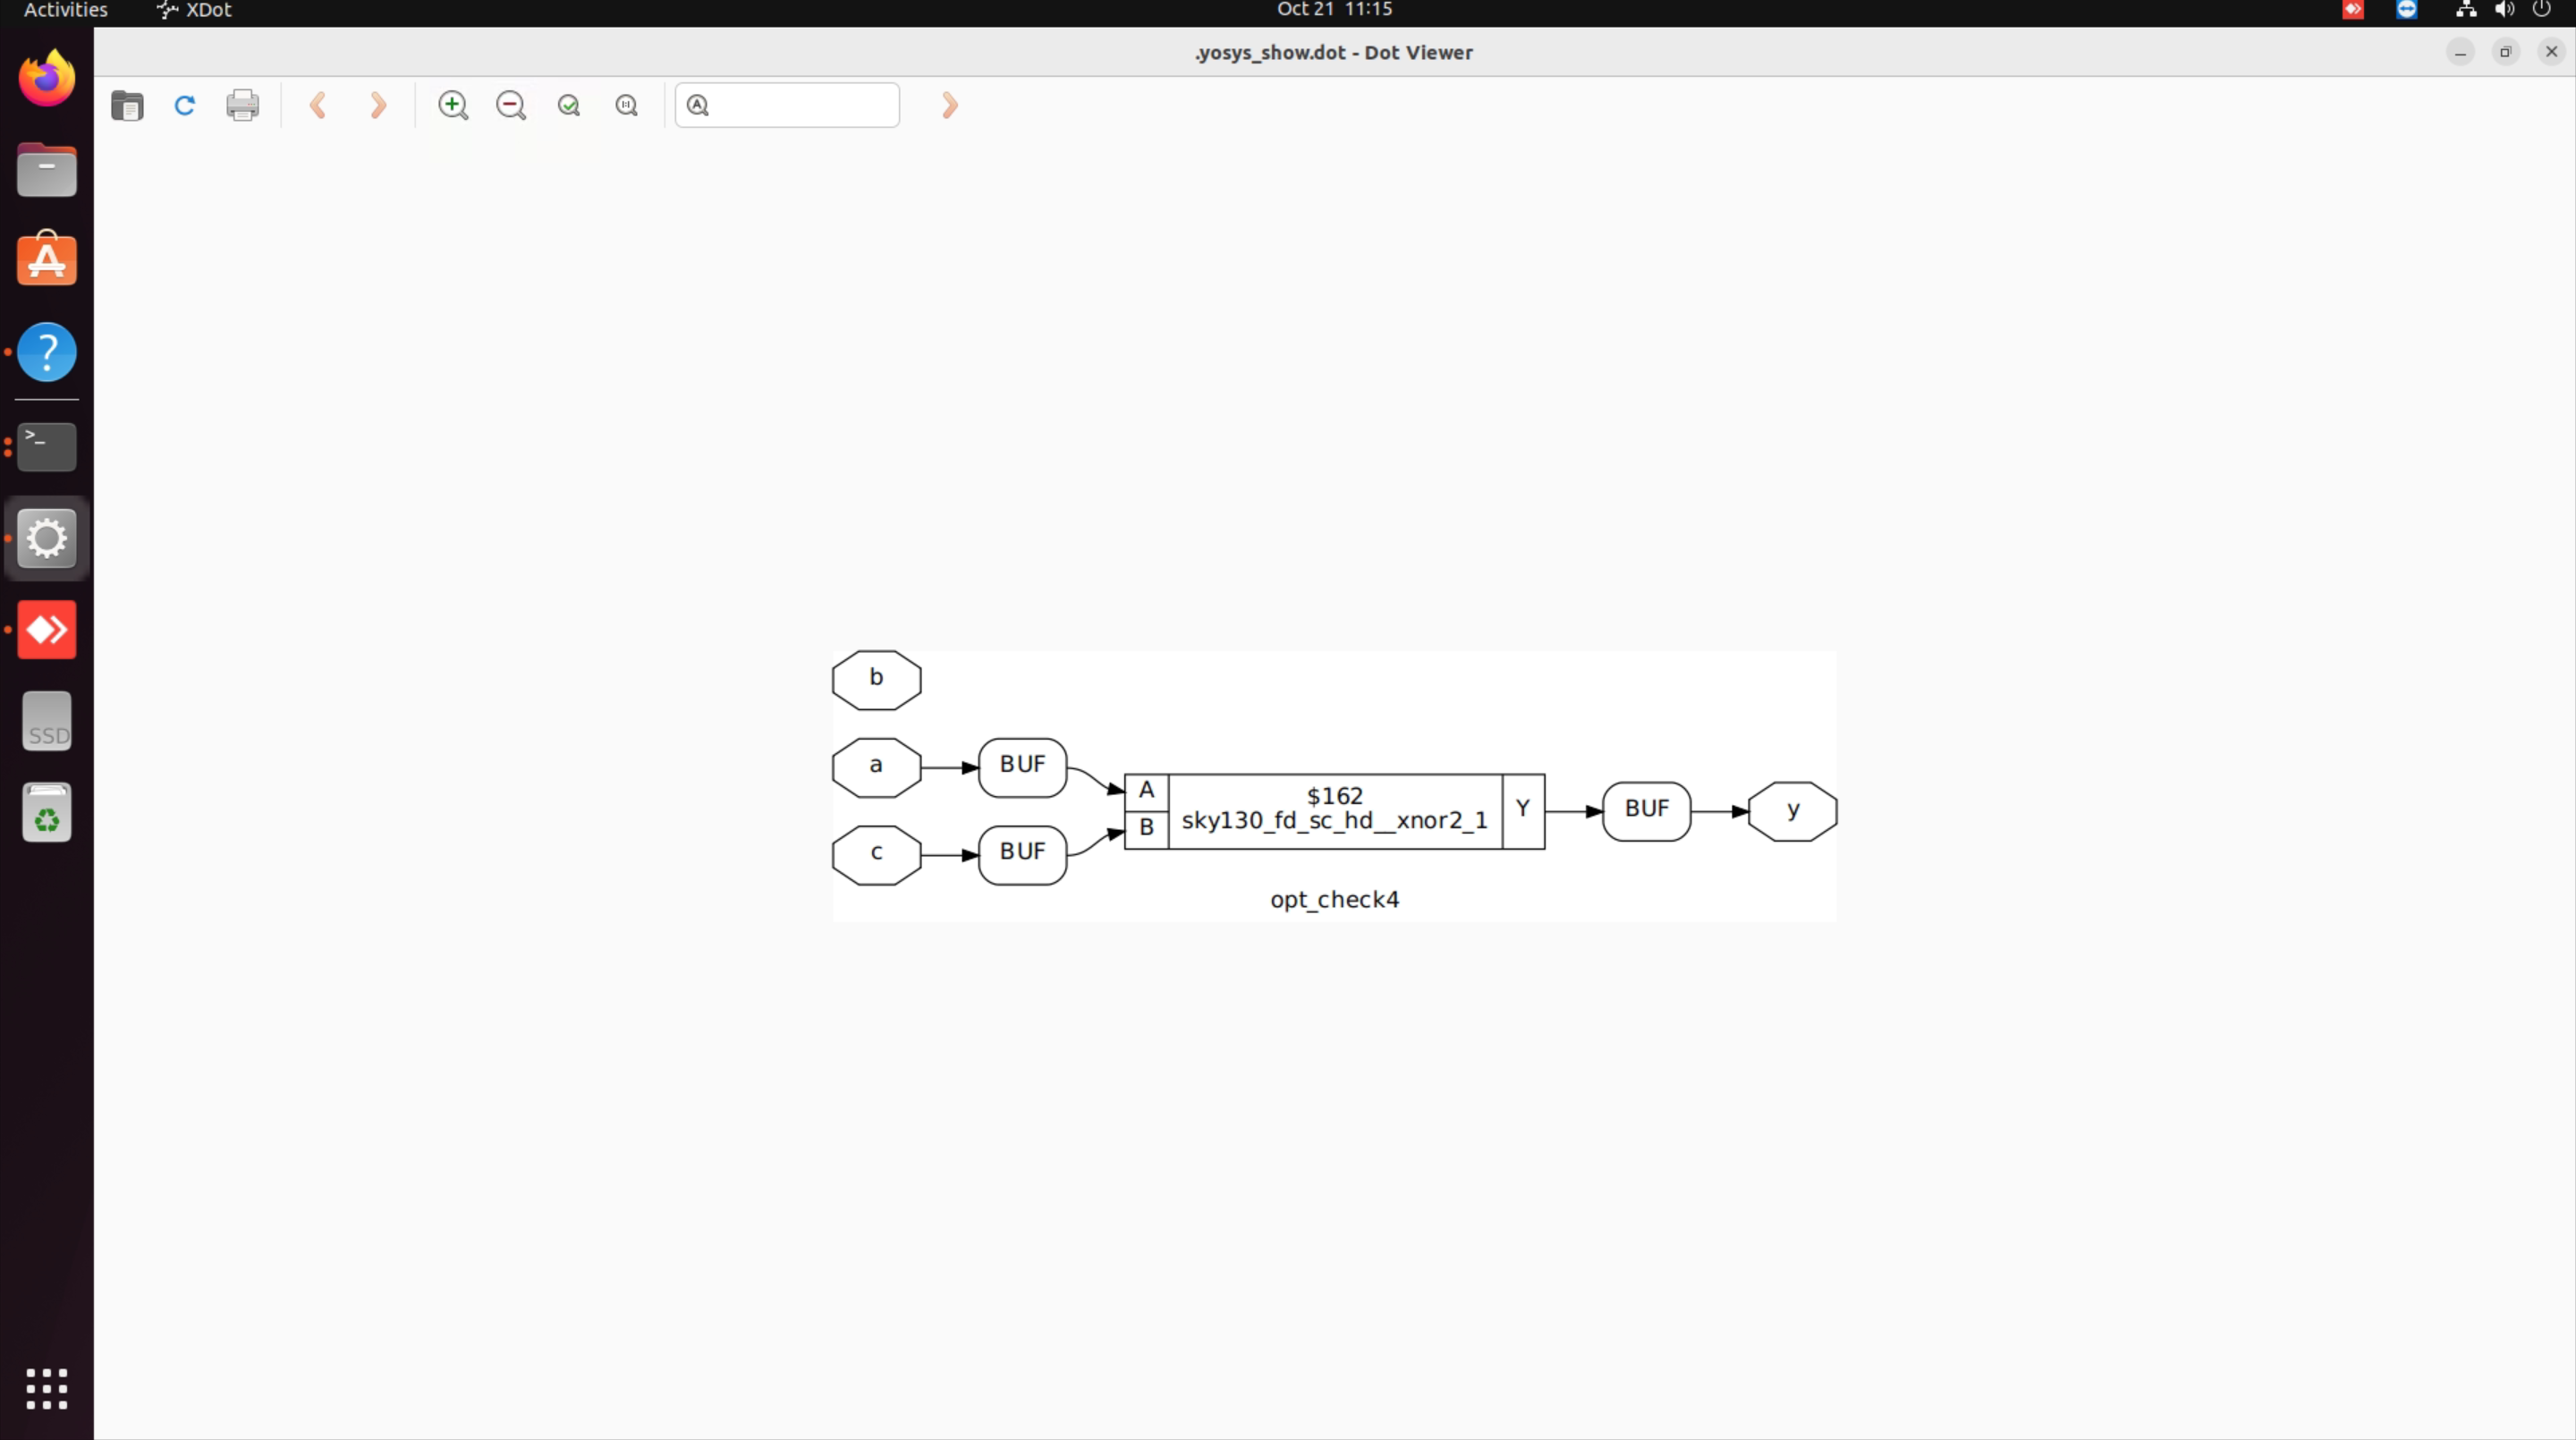 Activities XDot Oct 21 11:15
.yosys_show.dot - Dot Viewer
b
a BUF A $162
sky130_fd_sc_hd__xnor2_1 Y BUF y
B
c BUF
opt_check4
SSD